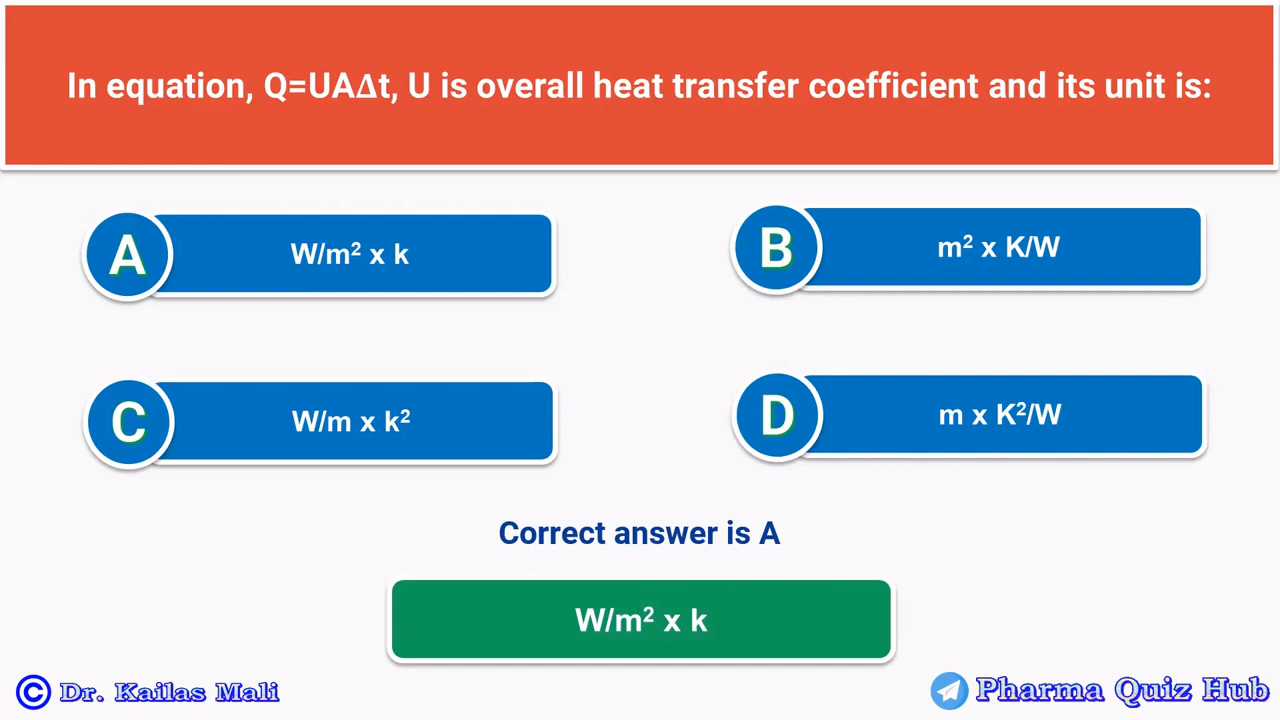 In equation, Q=UAΔt, U is overall heat transfer coefficient and its unit is:
A W/m² x k
B m² x K/W
C W/m x k²
D m x K²/W
Correct answer is A
W/m² x k
© Dr. Kailas Mali
Pharma Quiz Hub